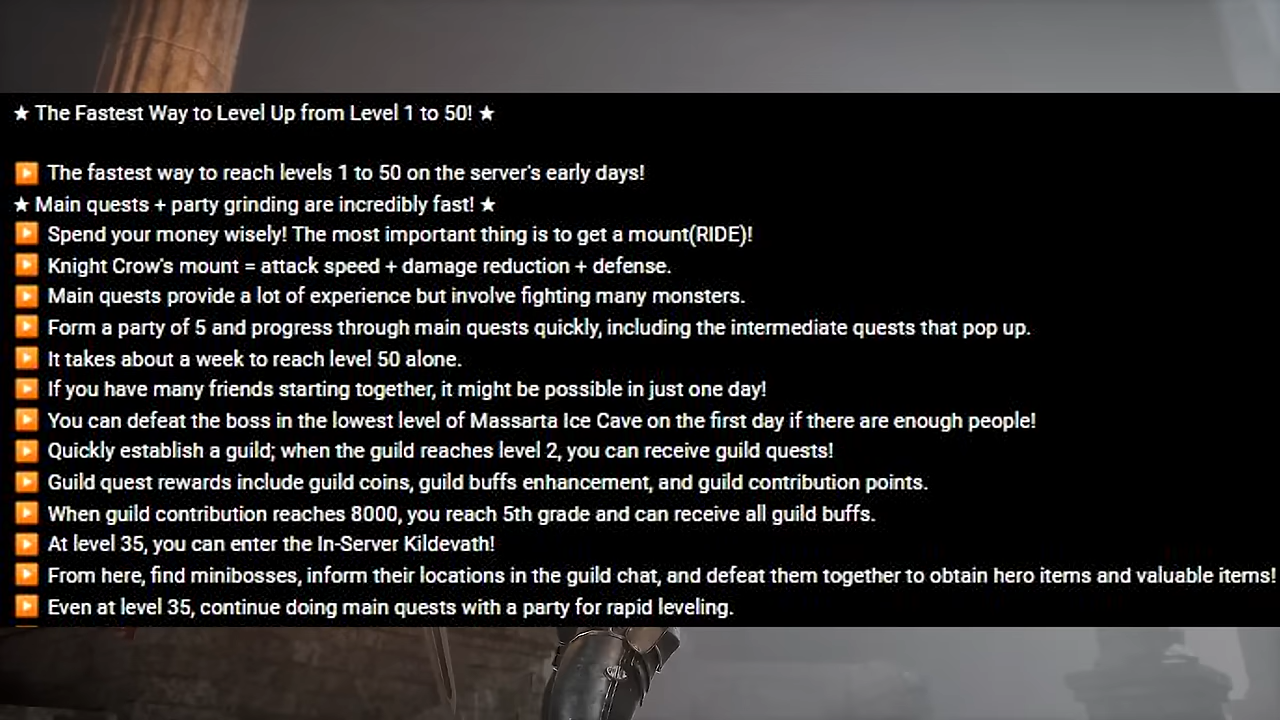 ★ The Fastest Way to Level Up from Level 1 to 50! ★
▶ The fastest way to reach levels 1 to 50 on the server's early days!
★ Main quests + party grinding are incredibly fast! ★
▶ Spend your money wisely! The most important thing is to get a mount(RIDE)!
▶ Knight Crow's mount = attack speed + damage reduction + defense.
▶ Main quests provide a lot of experience but involve fighting many monsters.
▶ Form a party of 5 and progress through main quests quickly, including the intermediate quests that pop up.
▶ It takes about a week to reach level 50 alone.
▶ If you have many friends starting together, it might be possible in just one day!
▶ You can defeat the boss in the lowest level of Massarta Ice Cave on the first day if there are enough people!
▶ Quickly establish a guild; when the guild reaches level 2, you can receive guild quests!
▶ Guild quest rewards include guild coins, guild buffs enhancement, and guild contribution points.
▶ When guild contribution reaches 8000, you reach 5th grade and can receive all guild buffs.
▶ At level 35, you can enter the In-Server Kildevath!
▶ From here, find minibosses, inform their locations in the guild chat, and defeat them together to obtain hero items and valuable items!
▶ Even at level 35, continue doing main quests with a party for rapid leveling.